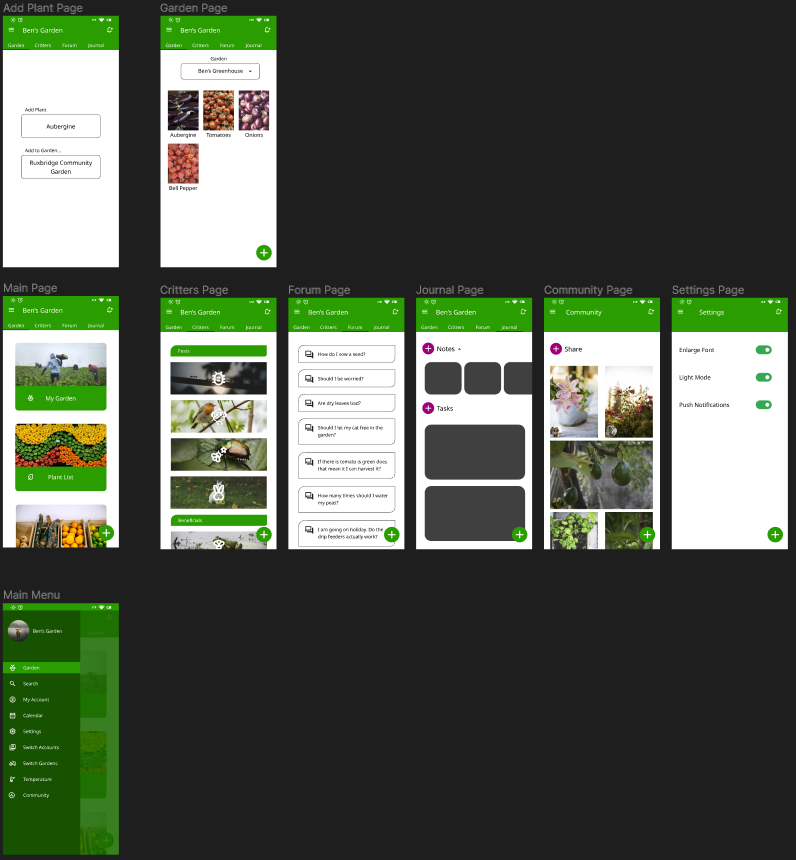 Add Plant Page
Ben's Garden
Garden Critters Forum Journal
Add Plant
Aubergine
Add to Garden...
Ruxbridge Community
Garden
Garden Page
Ben's Garden
Garden Critters Forum Journal
Garden
Ben's Greenhouse
Aubergine Tomatoes Onions
Bell Pepper
Main Page
Ben's Garden
Garden Critters Forum Journal
My Garden
Plant List
Critters Page
Ben's Garden
Garden Critters Forum Journal
Pests
Beneficials
Forum Page
Ben's Garden
Garden Critters Forum Journal
How do I sow a seed?
Should I be worried?
Are dry leaves bad?
Should I let my cat free in the
garden?
If there is tomato is green does
that mean it I can harvest it?
How many times should I water
my peas?
I am going on holiday. Do the
drip feeders actually work?
Journal Page
Ben's Garden
Garden Critters Forum Journal
Notes
Tasks
Community Page
Community
Share
Settings Page
Settings
Enlarge Font
Light Mode
Push Notifications
Main Menu
Ben's Garden
Garden
Search
My Account
Calendar
Settings
Switch Accounts
Switch Gardens
Temperature
Community